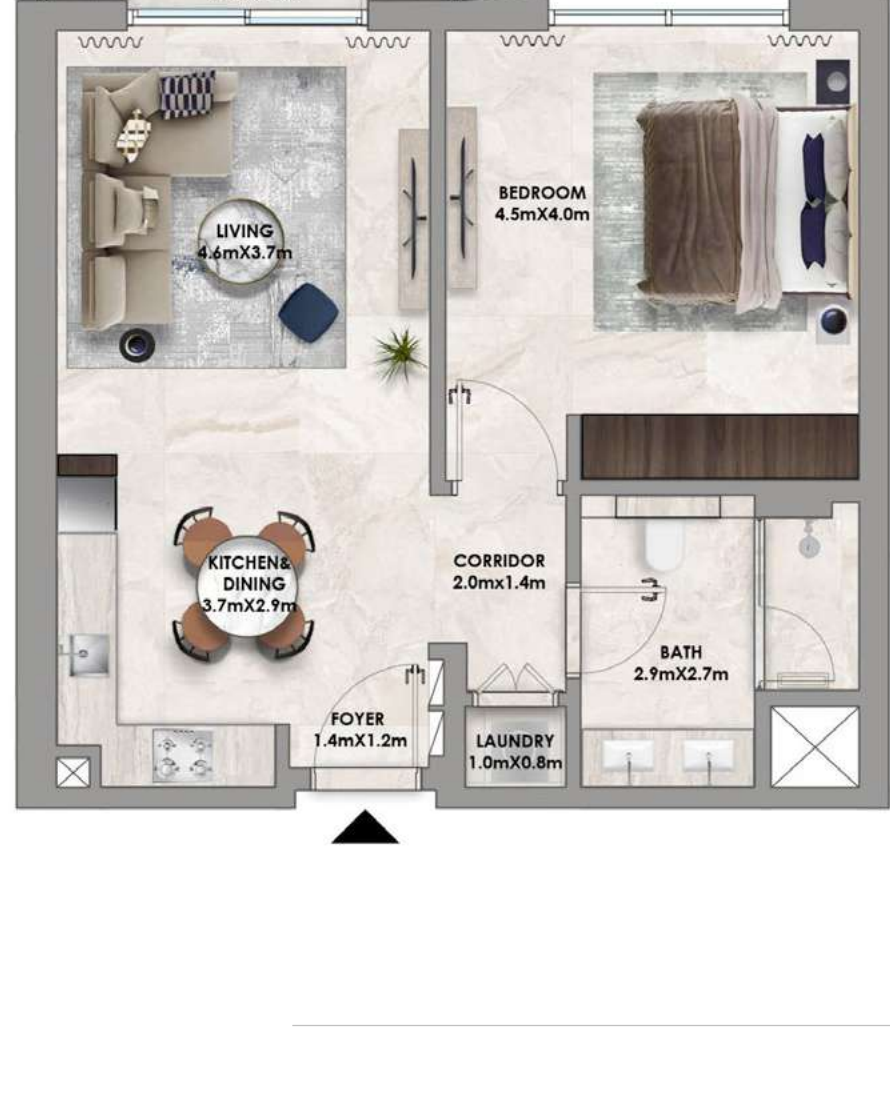 LIVING
4.6mX3.7m
BEDROOM
4.5mX4.0m
KITCHEN&
DINING
3.7mX2.9m
CORRIDOR
2.0mx1.4m
BATH
2.9mX2.7m
FOYER
1.4mX1.2m
LAUNDRY
1.0mX0.8m